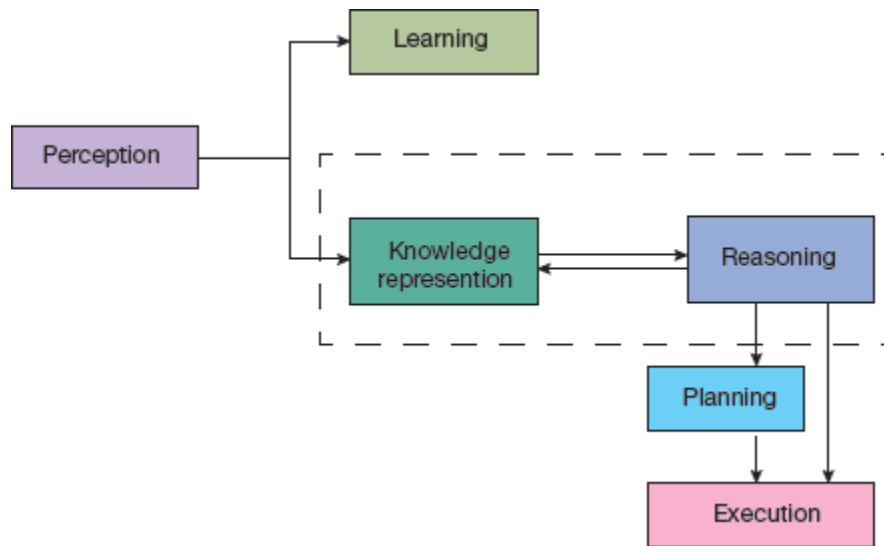 Learning
Perception
Knowledge
represention
Reasoning
Planning
Execution